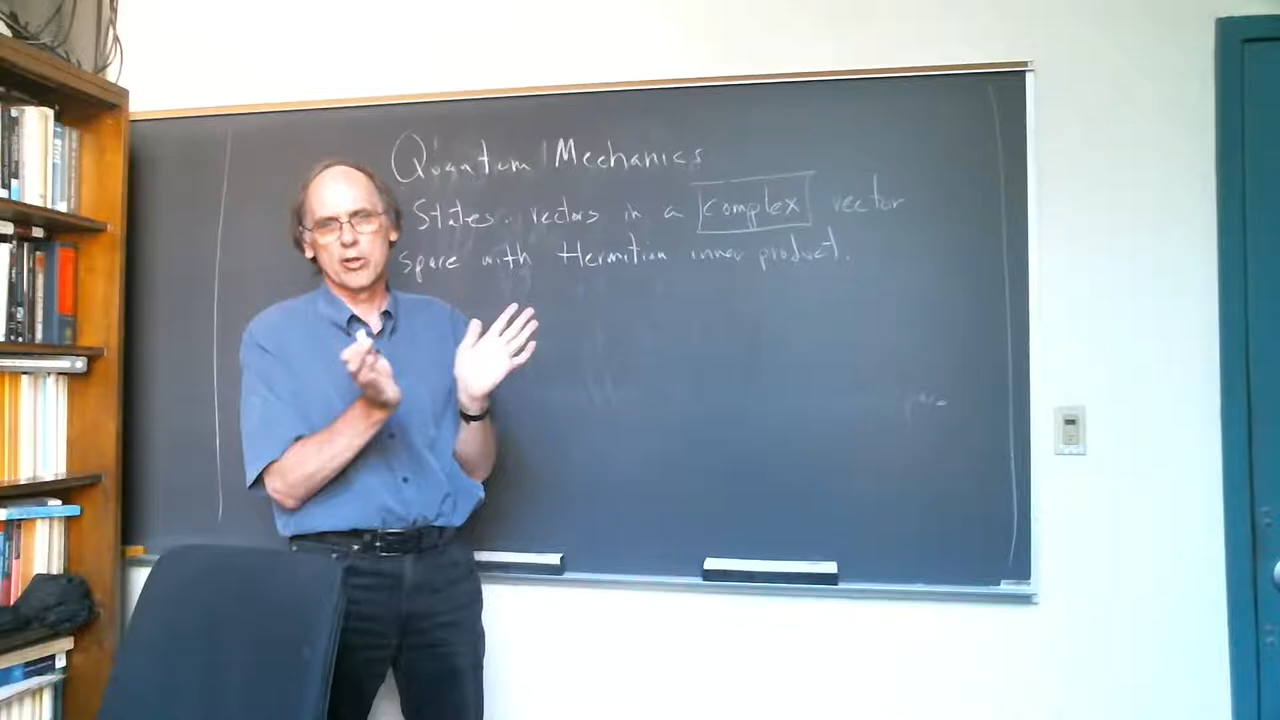 Quantum Mechanics
States: vectors in a complex vector
space with Hermitian inner product.